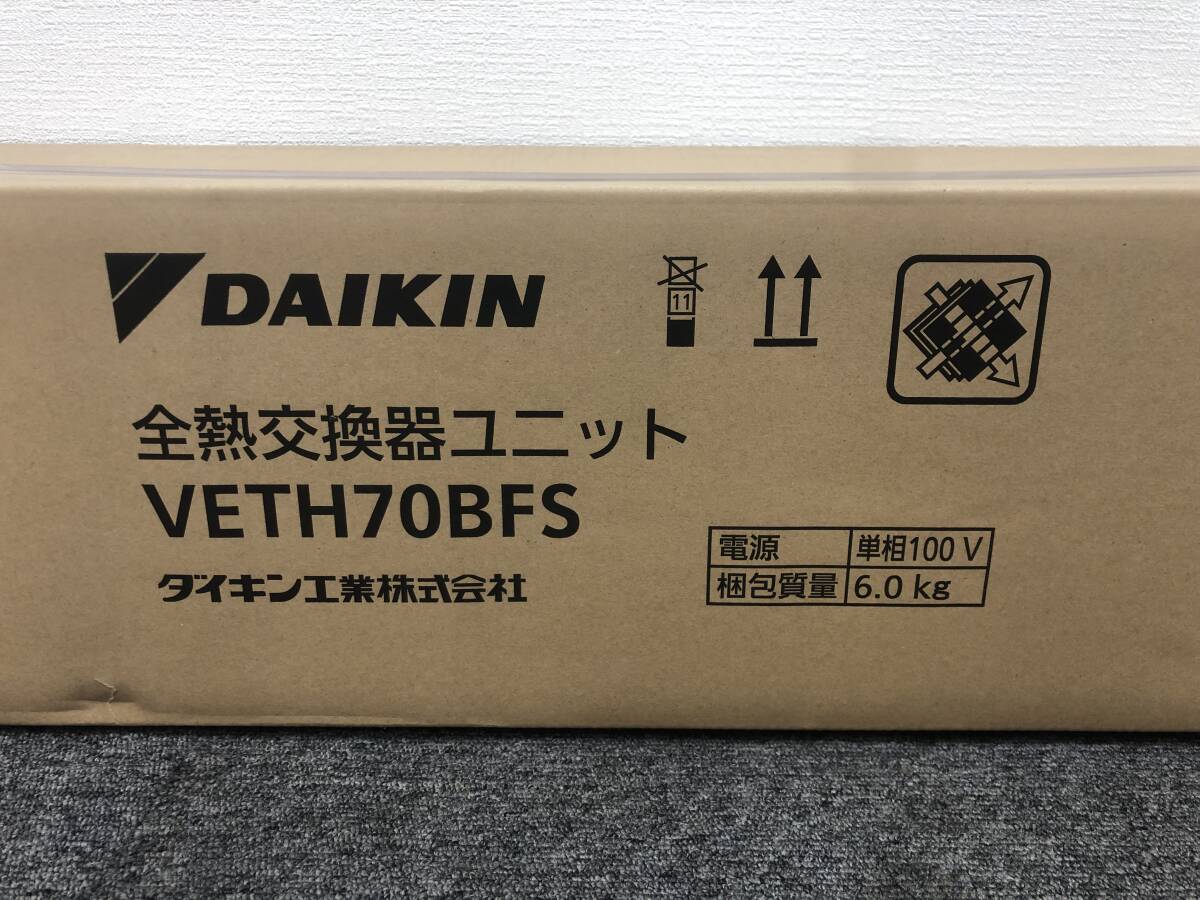 DAIKIN
11
全熱交換器ユニット
VETH70BFS
ダイキン工業株式会社
電源 単相100 V
梱包質量 6.0 kg